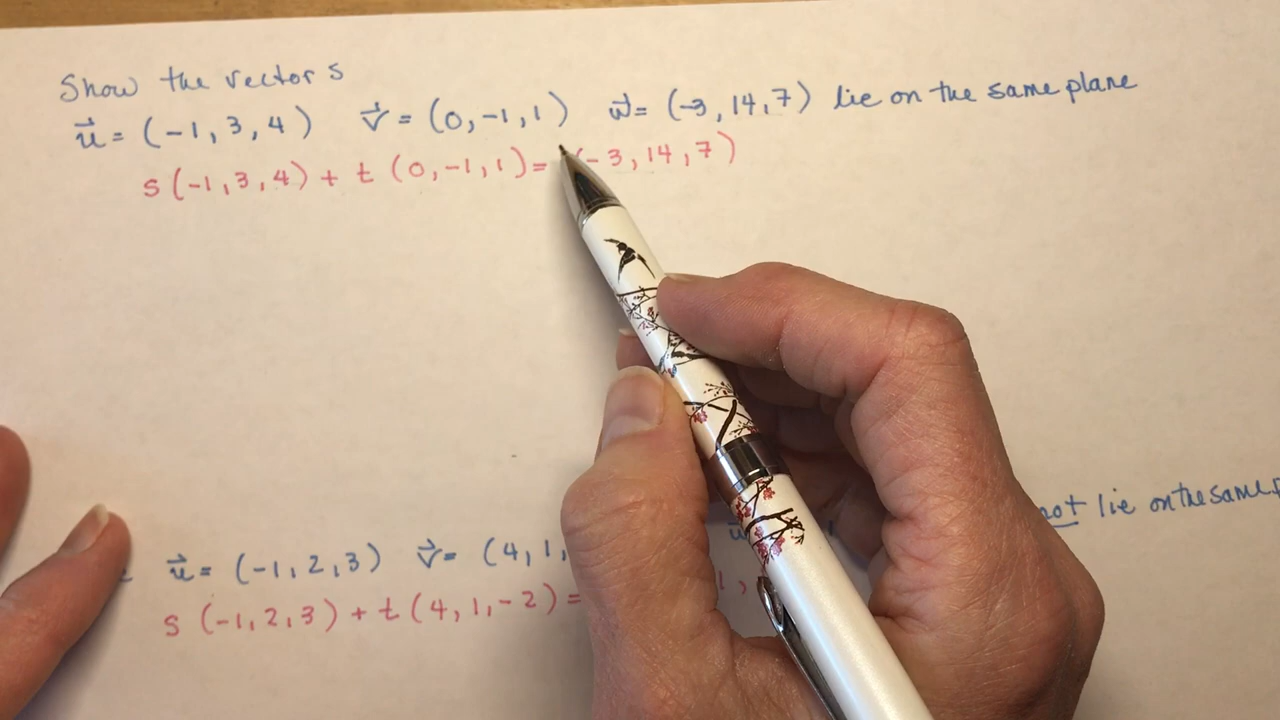 Show the vectors
u⃗ = (-1, 3, 4) v⃗ = (0, -1, 1) w⃗ = (-3, 14, 7) lie on the same plane
s(-1, 3, 4) + t(0, -1, 1) = (-3, 14, 7)
not lie on the same
u⃗ = (-1, 2, 3) v⃗ = (4, 1,
s(-1, 2, 3) + t(4, 1, -2) =